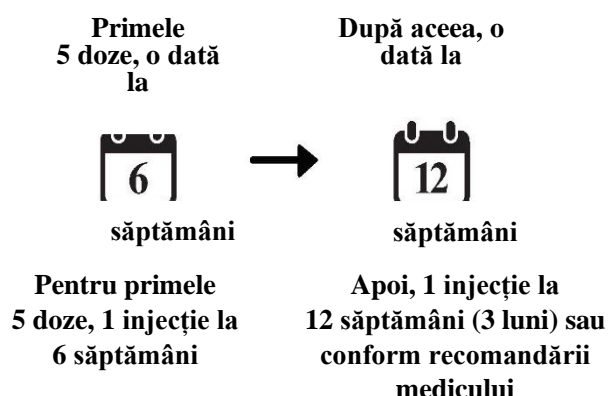 Primele
5 doze, o dată
la
6
săptămâni
Pentru primele
5 doze, 1 injecție la
6 săptămâni
După aceea, o
dată la
12
săptămâni
Apoi, 1 injecție la
12 săptămâni (3 luni) sau
conform recomandării
medicului